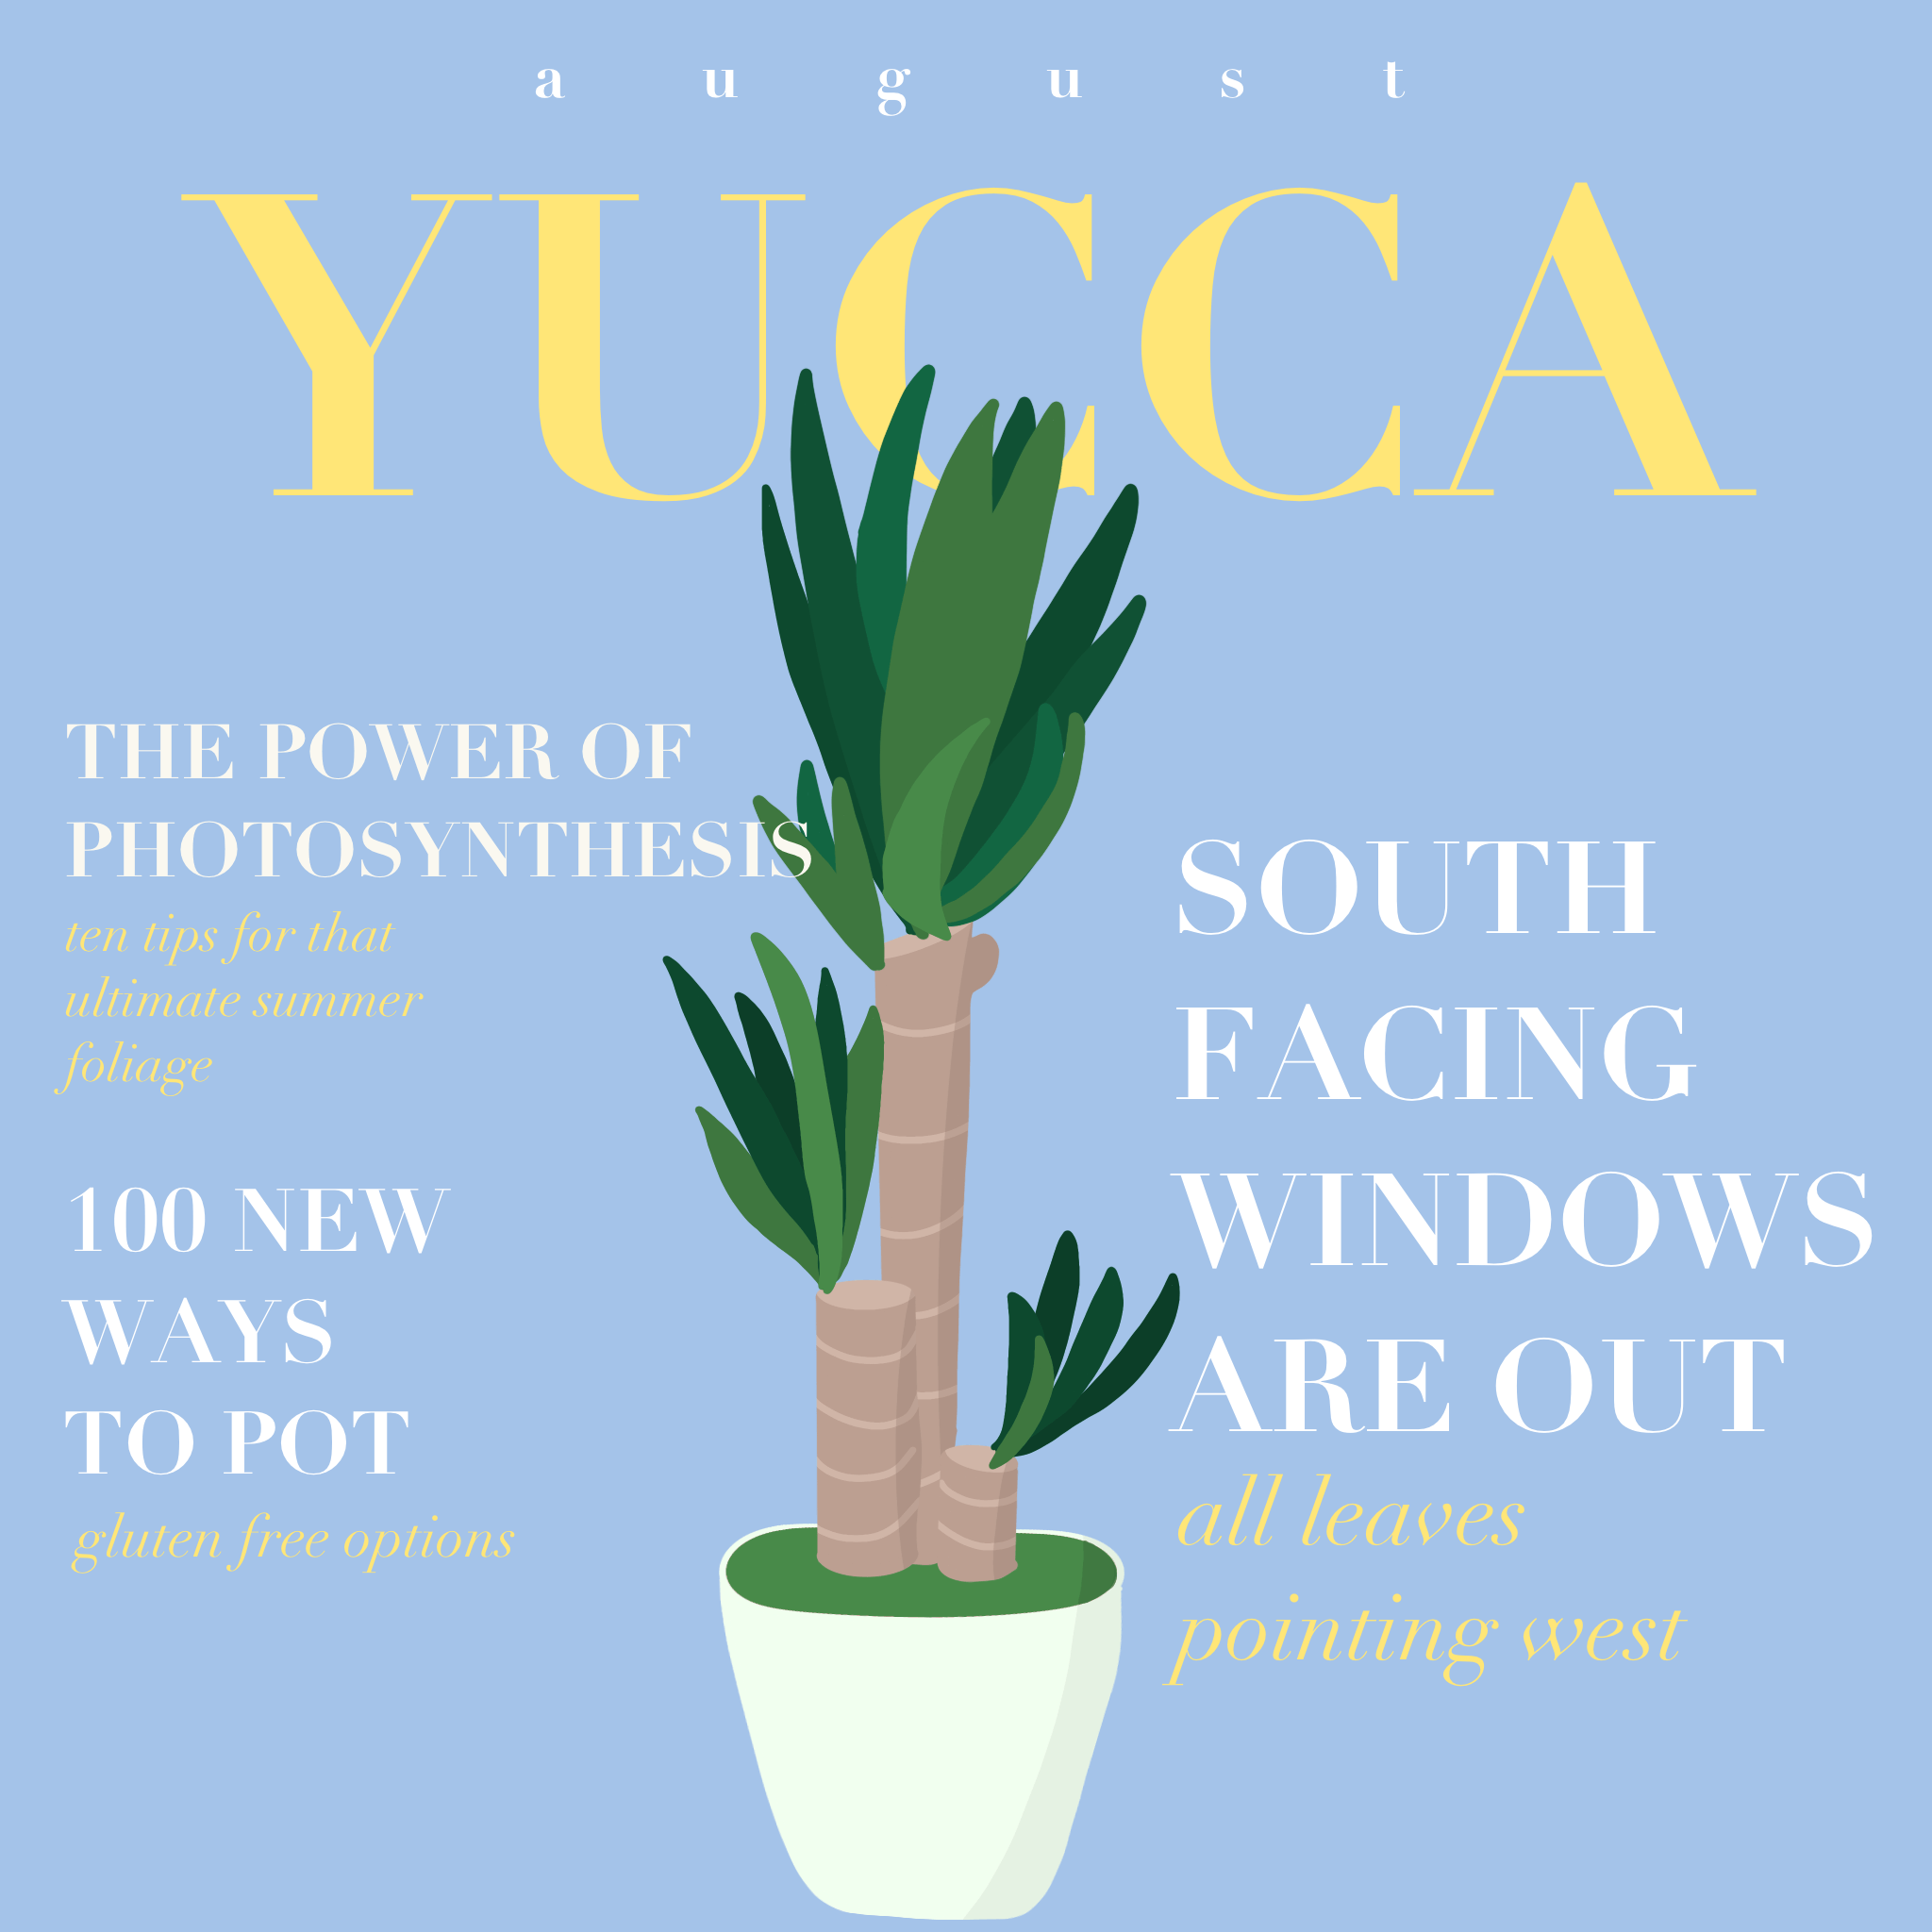 august
YUCCA
THE POWER OF
PHOTOSYNTHESIS
ten tips for that
ultimate summer
foliage
100 NEW
WAYS
TO POT
gluten free options
SOUTH
FACING
WINDOWS
ARE OUT
all leaves
pointing west